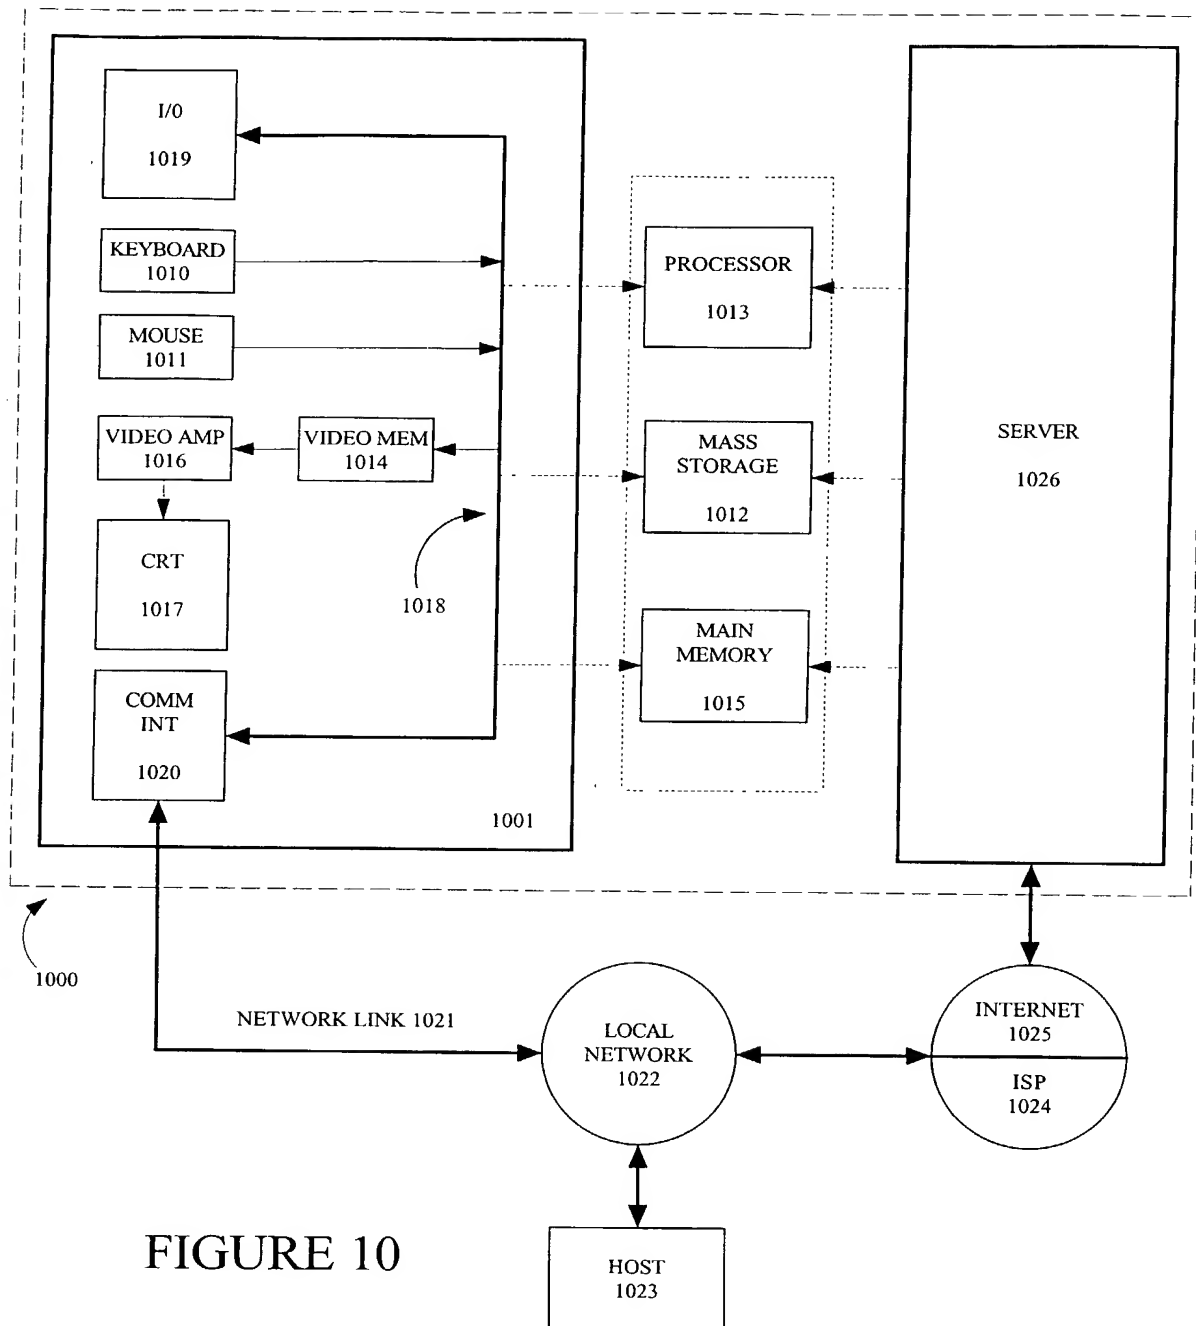 I/0
1019
KEYBOARD
1010
MOUSE
1011
VIDEO AMP
1016
VIDEO MEM
1014
CRT
1017
1018
COMM
INT
1020
1001
PROCESSOR
1013
MASS
STORAGE
1012
MAIN
MEMORY
1015
SERVER
1026
1000
NETWORK LINK 1021
LOCAL
NETWORK
1022
INTERNET
1025
ISP
1024
HOST
1023
FIGURE 10